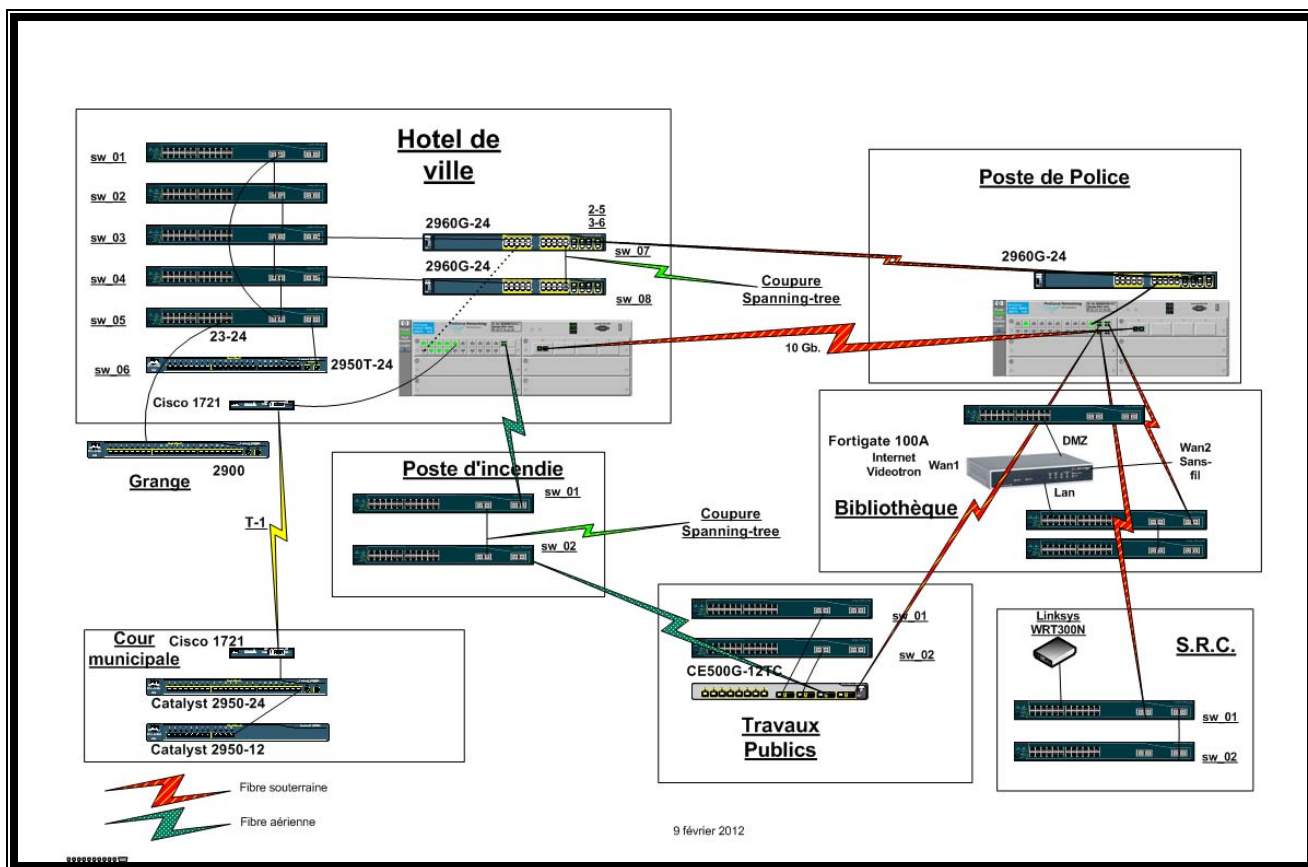 Hotel de
ville
sw_01
sw_02
sw_03
sw_04
sw_05
23-24
sw_06
2950T-24
Cisco 1721
2960G-24
2-5
3-6
sw_07
2960G-24
sw_08
Coupure
Spanning-tree
10 Gb.
Poste de Police
2960G-24
2900
Grange
T-1
Poste d'incendie
sw_01
sw_02
Coupure
Spanning-tree
Fortigate 100A
Internet
Videotron
Wan1
DMZ
Wan2
Sans-
fil
Lan
Bibliothèque
Cour
municipale
Cisco 1721
Catalyst 2950-24
Catalyst 2950-12
sw_01
sw_02
CE500G-12TC
Travaux
Publics
Linksys
WRT300N
S.R.C.
sw_01
sw_02
Fibre souterraine
Fibre aérienne
9 février 2012